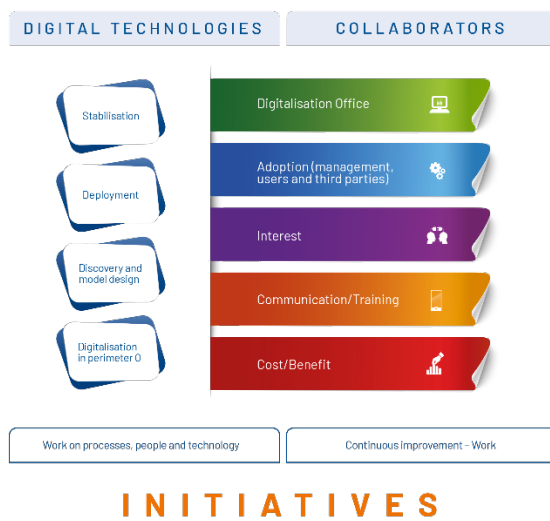 DIGITAL TECHNOLOGIES
COLLABORATORS
Stabilisation
Deployment
Discovery and
model design
Digitalisation
in perimeter 0
Digitalisation Office
Adoption (management,
users and third parties)
Interest
Communication/Training
Cost/Benefit
Work on processes, people and technology
Continuous improvement - Work
INITIATIVES